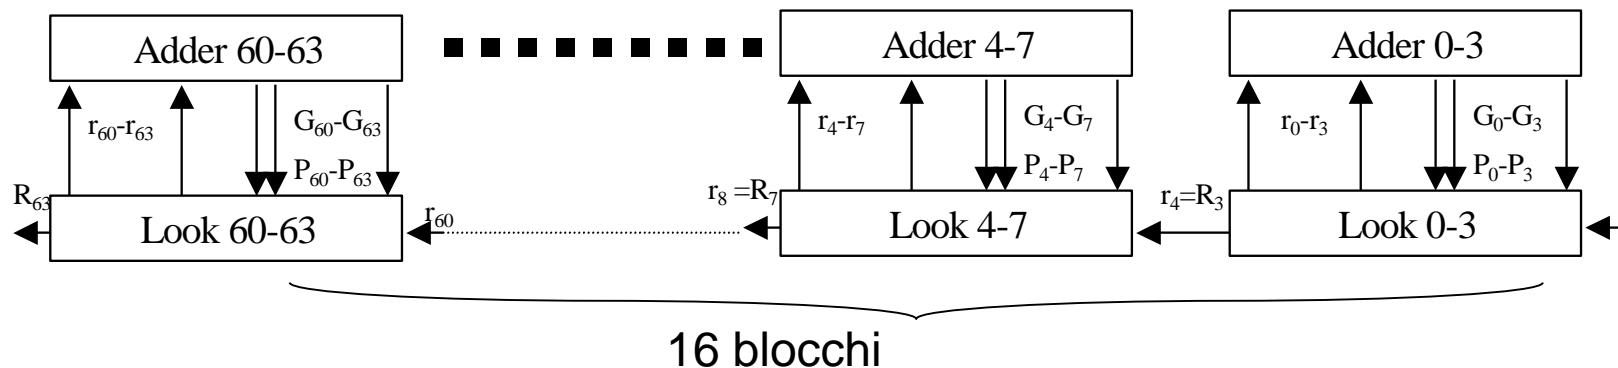 Adder 60-63 Adder 4-7 Adder 0-3
r₆₀-r₆₃ G₆₀-G₆₃ r₄-r₇ G₄-G₇ r₀-r₃ G₀-G₃
P₆₀-P₆₃ P₄-P₇ P₀-P₃
R₆₃ r₆₀ r₈ =R₇ r₄=R₃
Look 60-63 Look 4-7 Look 0-3
16 blocchi